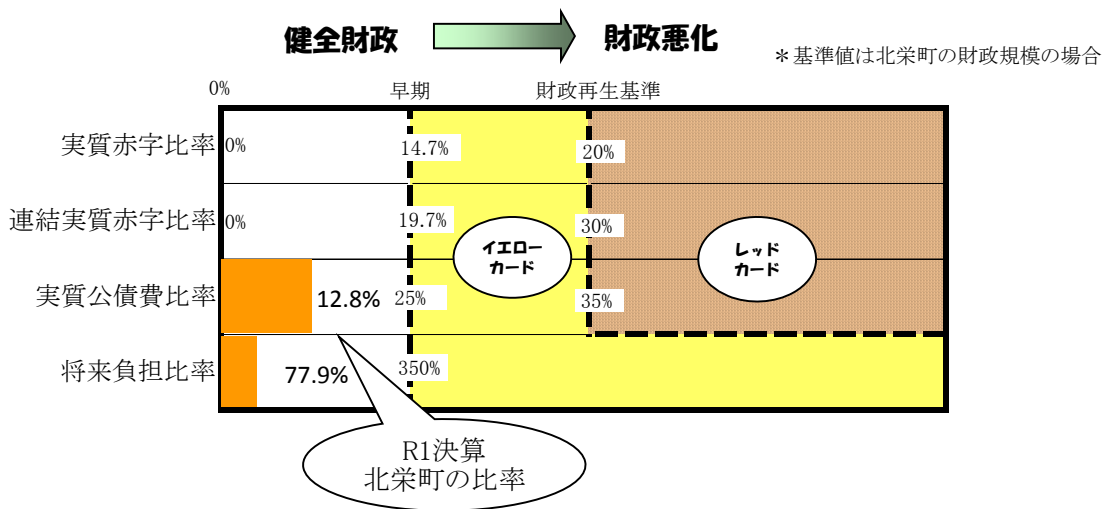 健全財政
財政悪化
＊基準値は北栄町の財政規模の場合
0%
早期
財政再生基準
実質赤字比率
0%
14.7%
20%
連結実質赤字比率
0%
19.7%
30%
イエロー
カード
レッド
カード
実質公債費比率
12.8%
25%
35%
将来負担比率
77.9%
350%
R1決算
北栄町の比率